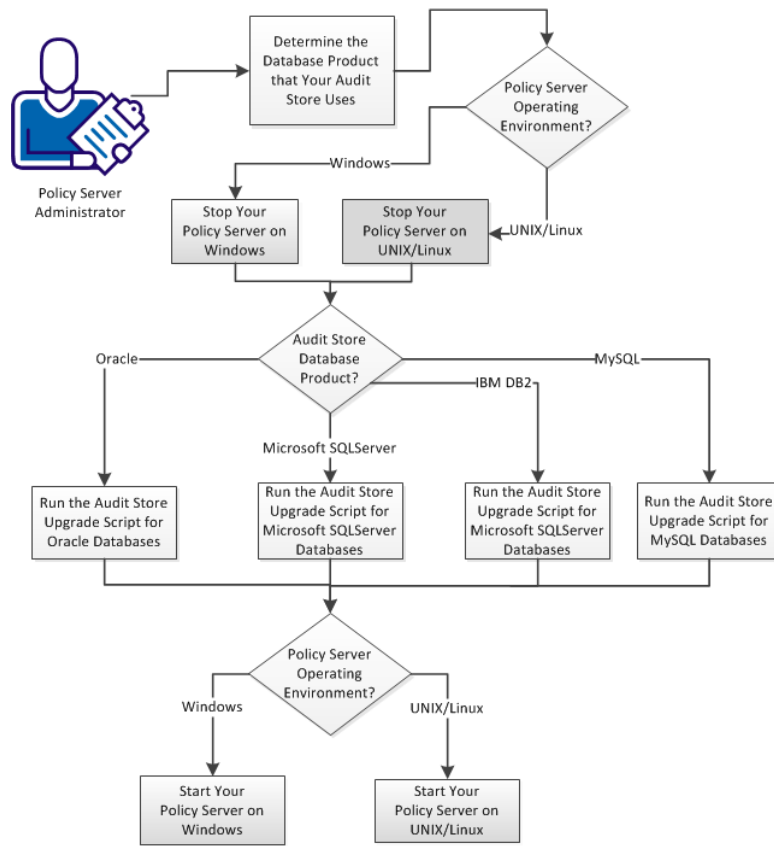 Determine the
Database Product
that Your Audit
Store Uses
Policy Server
Operating
Environment?
Policy Server
Administrator
Windows
UNIX/Linux
Stop Your
Policy Server on
Windows
Stop Your
Policy Server on
UNIX/Linux
Audit Store
Database
Product?
Oracle
Microsoft SQLServer
IBM DB2
MySQL
Run the Audit Store
Upgrade Script for
Oracle Databases
Run the Audit Store
Upgrade Script for
Microsoft SQLServer
Databases
Run the Audit Store
Upgrade Script for
Microsoft SQLServer
Databases
Run the Audit Store
Upgrade Script for
MySQL Databases
Policy Server
Operating
Environment?
Windows
UNIX/Linux
Start Your
Policy Server on
Windows
Start Your
Policy Server on
UNIX/Linux